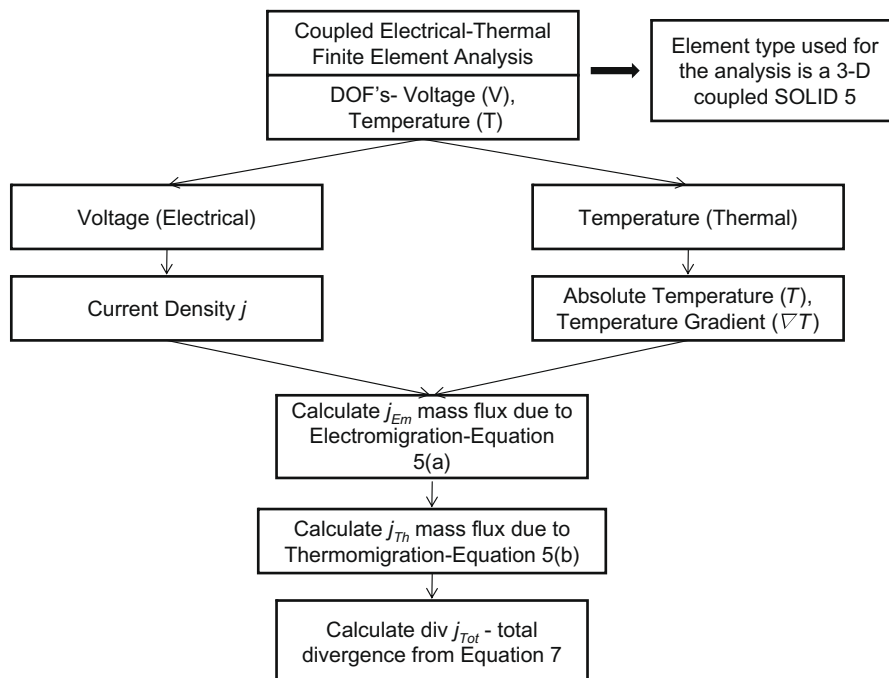 Coupled Electrical-Thermal
Finite Element Analysis
DOF's- Voltage (V),
Temperature (T)
Element type used for
the analysis is a 3-D
coupled SOLID 5
Voltage (Electrical)
Temperature (Thermal)
Current Density j
Absolute Temperature (T),
Temperature Gradient (∇T)
Calculate j_Em mass flux due to
Electromigration-Equation
5(a)
Calculate j_Th mass flux due to
Thermomigration-Equation 5(b)
Calculate div j_Tot - total
divergence from Equation 7